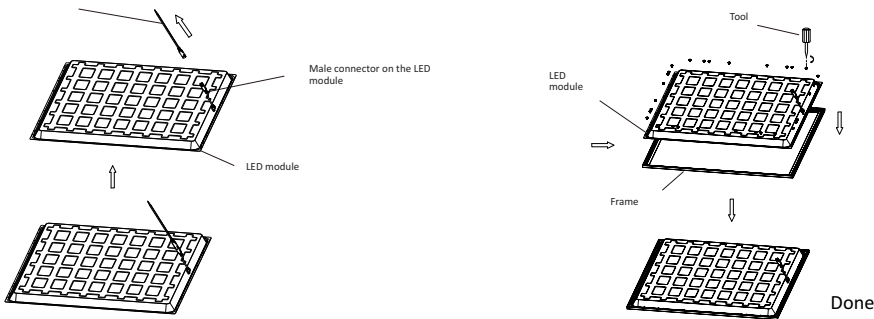 Male connector on the LED
module
LED module
Tool
LED
module
Frame
Done